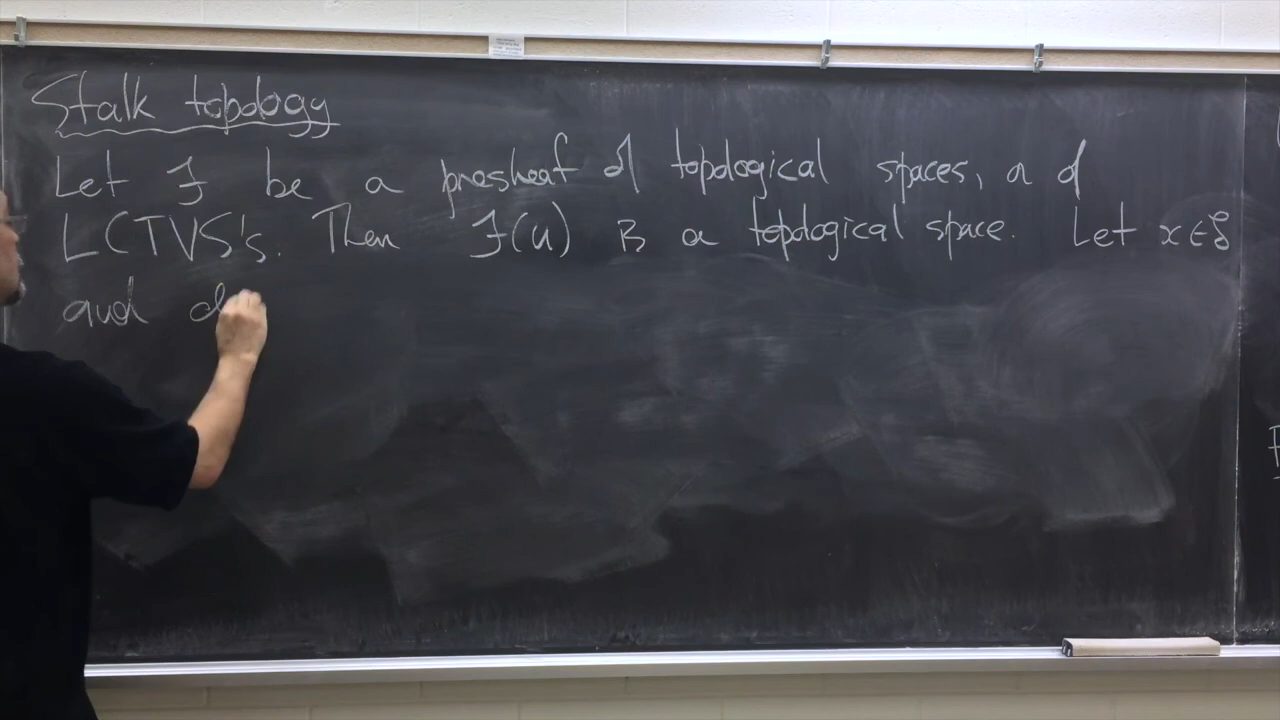 Stalk topology
Let ℱ be a presheaf of topological spaces, or of
LCTVS's. Then ℱ(U) is a topological space. Let x ∈
and